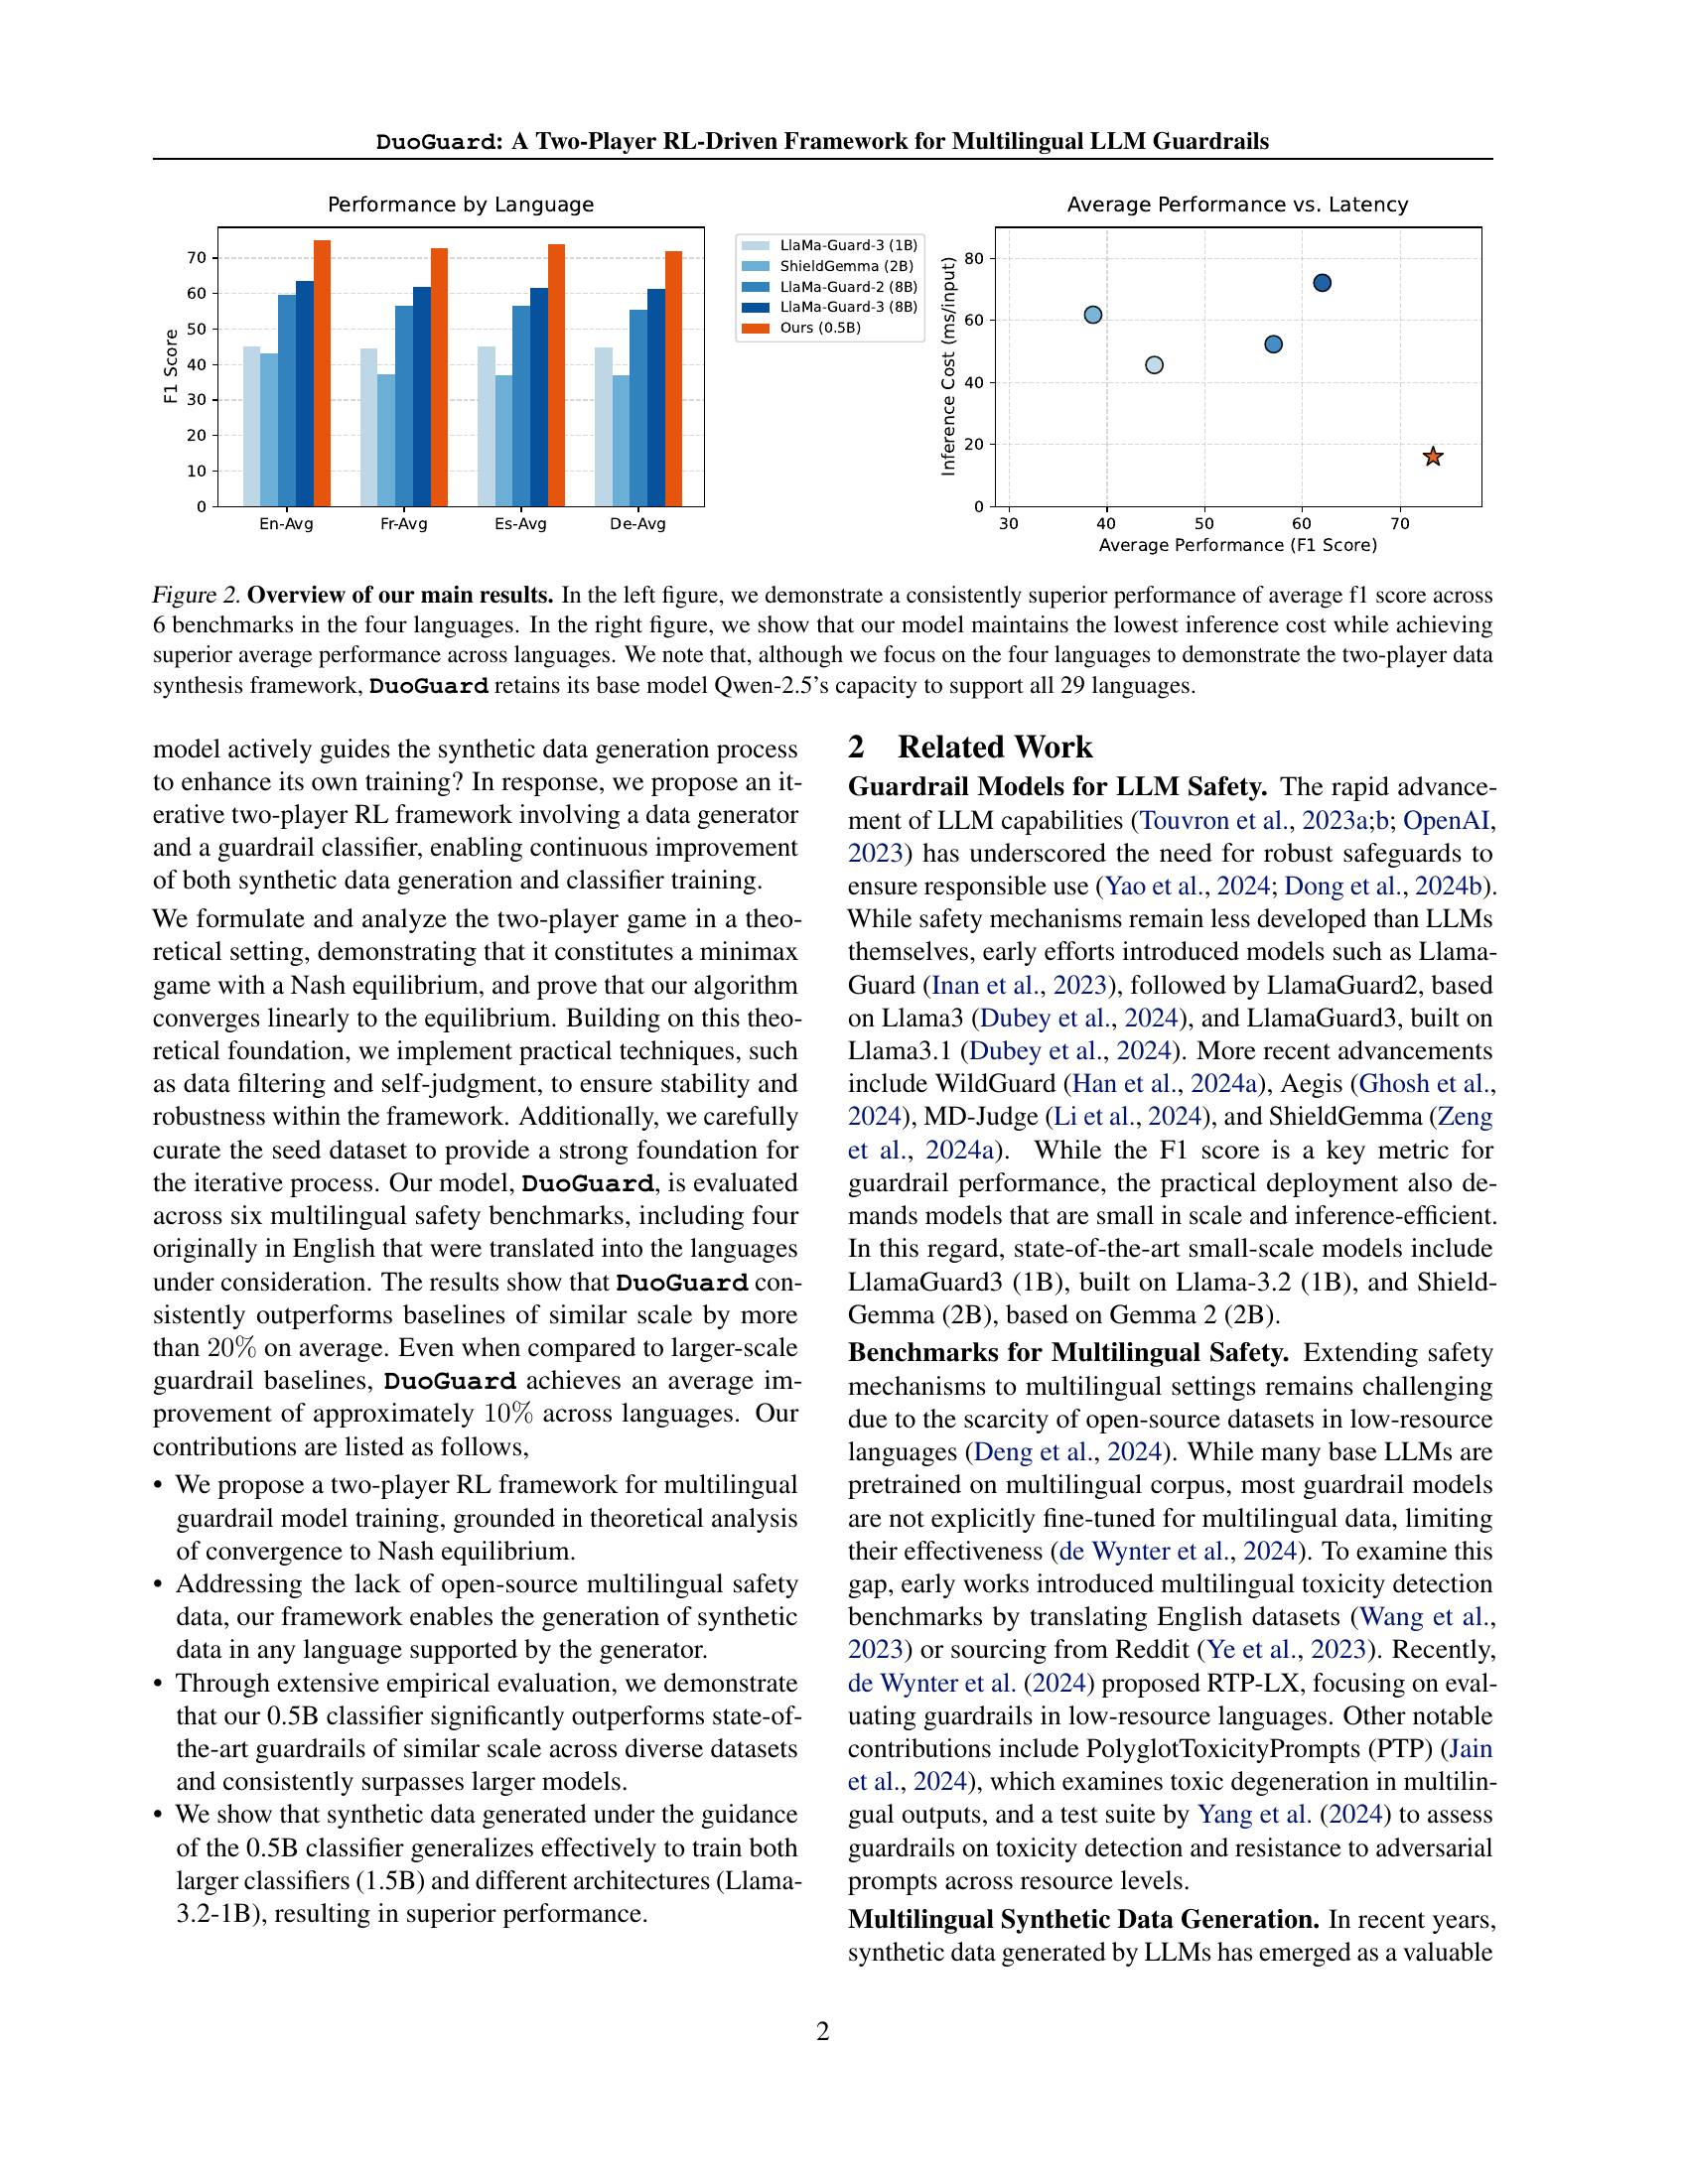 DuoGuard: A Two-Player RL-Driven Framework for Multilingual LLM Guardrails
Performance by Language
F1 Score
70
60
50
40
30
20
10
0
En-Avg
Fr-Avg
Es-Avg
De-Avg
LlaMa-Guard-3 (1B)
ShieldGemma (2B)
LlaMa-Guard-2 (8B)
LlaMa-Guard-3 (8B)
Ours (0.5B)
Average Performance vs. Latency
Inference Cost (ms/input)
80
60
40
20
0
30
40
50
60
70
Average Performance (F1 Score)
Figure 2. Overview of our main results. In the left figure, we demonstrate a consistently superior performance of average f1 score across
6 benchmarks in the four languages. In the right figure, we show that our model maintains the lowest inference cost while achieving
superior average performance across languages. We note that, although we focus on the four languages to demonstrate the two-player data
synthesis framework, DuoGuard retains its base model Qwen-2.5's capacity to support all 29 languages.
model actively guides the synthetic data generation process
to enhance its own training? In response, we propose an it-
erative two-player RL framework involving a data generator
and a guardrail classifier, enabling continuous improvement
of both synthetic data generation and classifier training.
We formulate and analyze the two-player game in a theo-
retical setting, demonstrating that it constitutes a minimax
game with a Nash equilibrium, and prove that our algorithm
converges linearly to the equilibrium. Building on this theo-
retical foundation, we implement practical techniques, such
as data filtering and self-judgment, to ensure stability and
robustness within the framework. Additionally, we carefully
curate the seed dataset to provide a strong foundation for
the iterative process. Our model, DuoGuard, is evaluated
across six multilingual safety benchmarks, including four
originally in English that were translated into the languages
under consideration. The results show that DuoGuard con-
sistently outperforms baselines of similar scale by more
than 20% on average. Even when compared to larger-scale
guardrail baselines, DuoGuard achieves an average im-
provement of approximately 10% across languages. Our
contributions are listed as follows,
• We propose a two-player RL framework for multilingual
guardrail model training, grounded in theoretical analysis
of convergence to Nash equilibrium.
• Addressing the lack of open-source multilingual safety
data, our framework enables the generation of synthetic
data in any language supported by the generator.
• Through extensive empirical evaluation, we demonstrate
that our 0.5B classifier significantly outperforms state-of-
the-art guardrails of similar scale across diverse datasets
and consistently surpasses larger models.
• We show that synthetic data generated under the guidance
of the 0.5B classifier generalizes effectively to train both
larger classifiers (1.5B) and different architectures (Llama-
3.2-1B), resulting in superior performance.
2 Related Work
Guardrail Models for LLM Safety. The rapid advance-
ment of LLM capabilities (Touvron et al., 2023a;b; OpenAI,
2023) has underscored the need for robust safeguards to
ensure responsible use (Yao et al., 2024; Dong et al., 2024b).
While safety mechanisms remain less developed than LLMs
themselves, early efforts introduced models such as Llama-
Guard (Inan et al., 2023), followed by LlamaGuard2, based
on Llama3 (Dubey et al., 2024), and LlamaGuard3, built on
Llama3.1 (Dubey et al., 2024). More recent advancements
include WildGuard (Han et al., 2024a), Aegis (Ghosh et al.,
2024), MD-Judge (Li et al., 2024), and ShieldGemma (Zeng
et al., 2024a). While the F1 score is a key metric for
guardrail performance, the practical deployment also de-
mands models that are small in scale and inference-efficient.
In this regard, state-of-the-art small-scale models include
LlamaGuard3 (1B), built on Llama-3.2 (1B), and Shield-
Gemma (2B), based on Gemma 2 (2B).
Benchmarks for Multilingual Safety. Extending safety
mechanisms to multilingual settings remains challenging
due to the scarcity of open-source datasets in low-resource
languages (Deng et al., 2024). While many base LLMs are
pretrained on multilingual corpus, most guardrail models
are not explicitly fine-tuned for multilingual data, limiting
their effectiveness (de Wynter et al., 2024). To examine this
gap, early works introduced multilingual toxicity detection
benchmarks by translating English datasets (Wang et al.,
2023) or sourcing from Reddit (Ye et al., 2023). Recently,
de Wynter et al. (2024) proposed RTP-LX, focusing on eval-
uating guardrails in low-resource languages. Other notable
contributions include PolyglotToxicityPrompts (PTP) (Jain
et al., 2024), which examines toxic degeneration in multilin-
gual outputs, and a test suite by Yang et al. (2024) to assess
guardrails on toxicity detection and resistance to adversarial
prompts across resource levels.
Multilingual Synthetic Data Generation. In recent years,
synthetic data generated by LLMs has emerged as a valuable
2